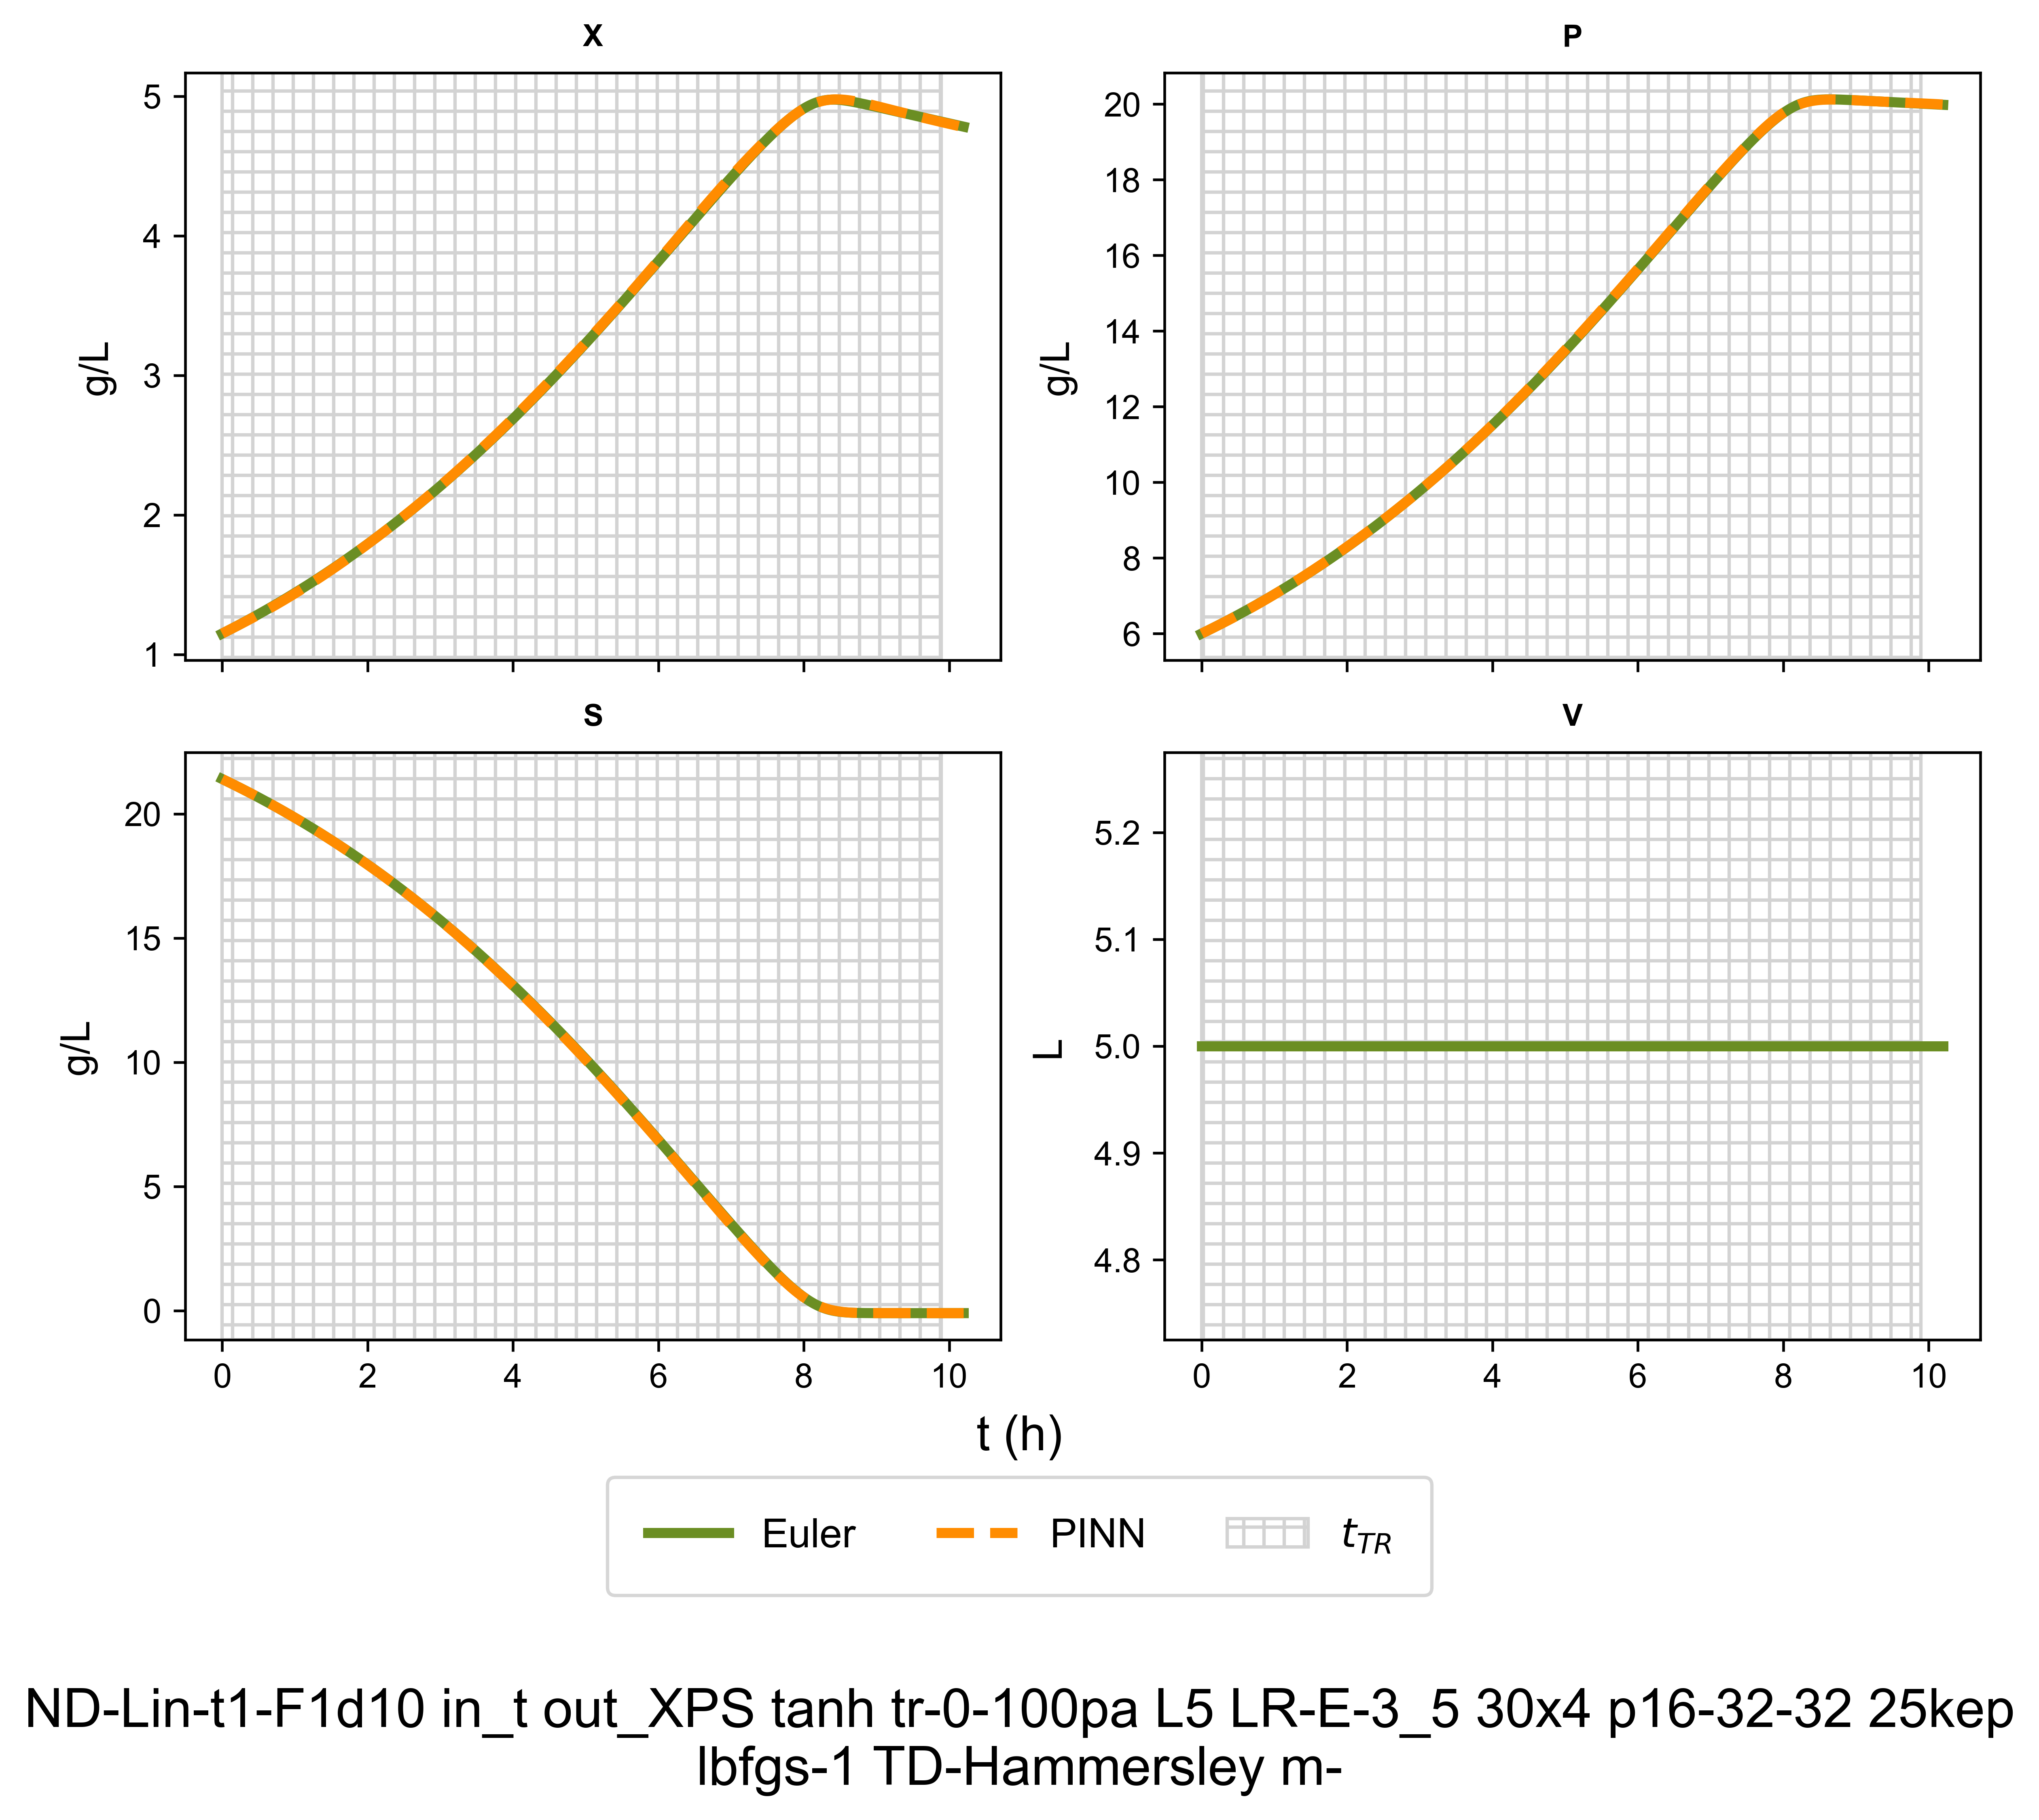 X
P
5
4
3
2
1
g/L
20
18
16
14
12
10
8
6
g/L
S
V
20
15
10
5
0
g/L
5.2
5.1
5.0
4.9
4.8
L
0 2 4 6 8 10
0 2 4 6 8 10
t (h)
Euler PINN t_TR
ND-Lin-t1-F1d10 in_t out_XPS tanh tr-0-100pa L5 LR-E-3_5 30x4 p16-32-32 25kep
lbfgs-1 TD-Hammersley m-